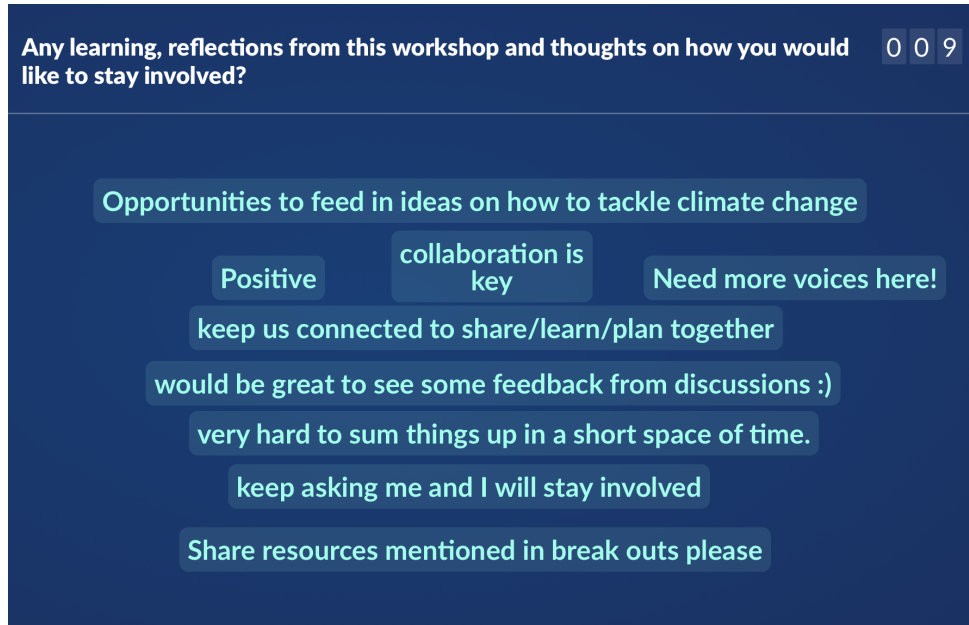 Any learning, reflections from this workshop and thoughts on how you would
like to stay involved?
0 0 9
Opportunities to feed in ideas on how to tackle climate change
Positive
collaboration is
key
Need more voices here!
keep us connected to share/learn/plan together
would be great to see some feedback from discussions :)
very hard to sum things up in a short space of time.
keep asking me and I will stay involved
Share resources mentioned in break outs please